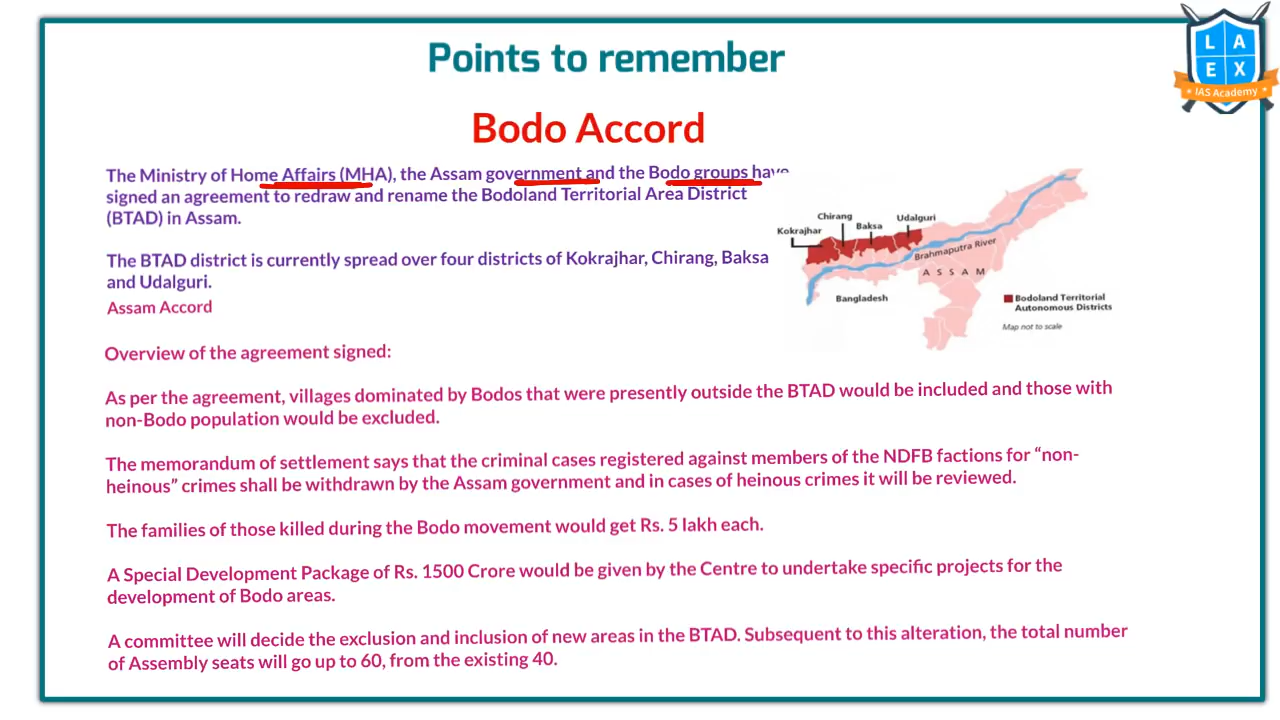 Points to remember
L A
E X
IAS Academy
Bodo Accord
The Ministry of Home Affairs (MHA), the Assam government and the Bodo groups have
signed an agreement to redraw and rename the Bodoland Territorial Area District
(BTAD) in Assam.
The BTAD district is currently spread over four districts of Kokrajhar, Chirang, Baksa
and Udalguri.
Assam Accord
Kokrajhar
Chirang
Baksa
Udalguri
Brahmaputra River
ASSAM
Bangladesh
Bodoland Territorial
Autonomous Districts
Map not to scale
Overview of the agreement signed:
As per the agreement, villages dominated by Bodos that were presently outside the BTAD would be included and those with
non-Bodo population would be excluded.
The memorandum of settlement says that the criminal cases registered against members of the NDFB factions for “non-
heinous” crimes shall be withdrawn by the Assam government and in cases of heinous crimes it will be reviewed.
The families of those killed during the Bodo movement would get Rs. 5 lakh each.
A Special Development Package of Rs. 1500 Crore would be given by the Centre to undertake specific projects for the
development of Bodo areas.
A committee will decide the exclusion and inclusion of new areas in the BTAD. Subsequent to this alteration, the total number
of Assembly seats will go up to 60, from the existing 40.